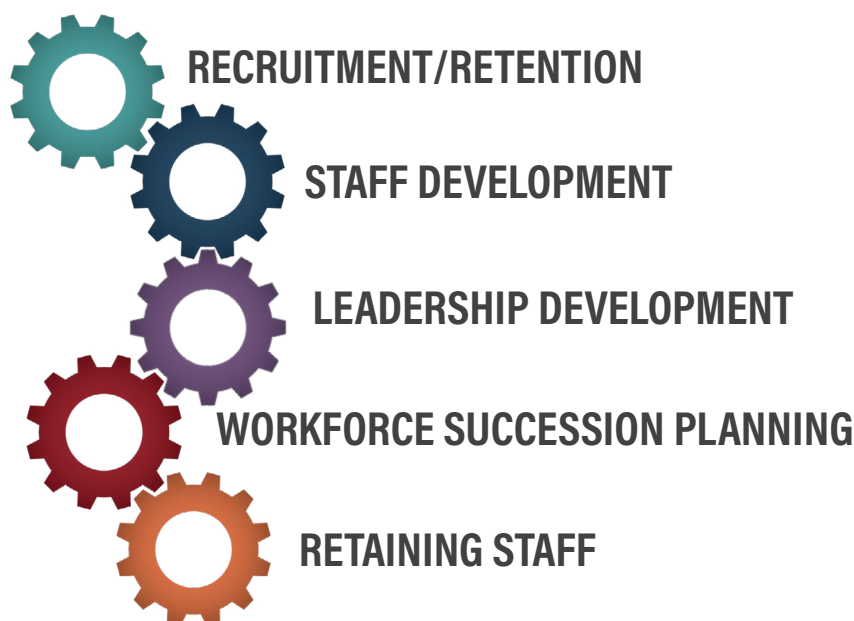 RECRUITMENT/RETENTION
STAFF DEVELOPMENT
LEADERSHIP DEVELOPMENT
WORKFORCE SUCCESSION PLANNING
RETAINING STAFF